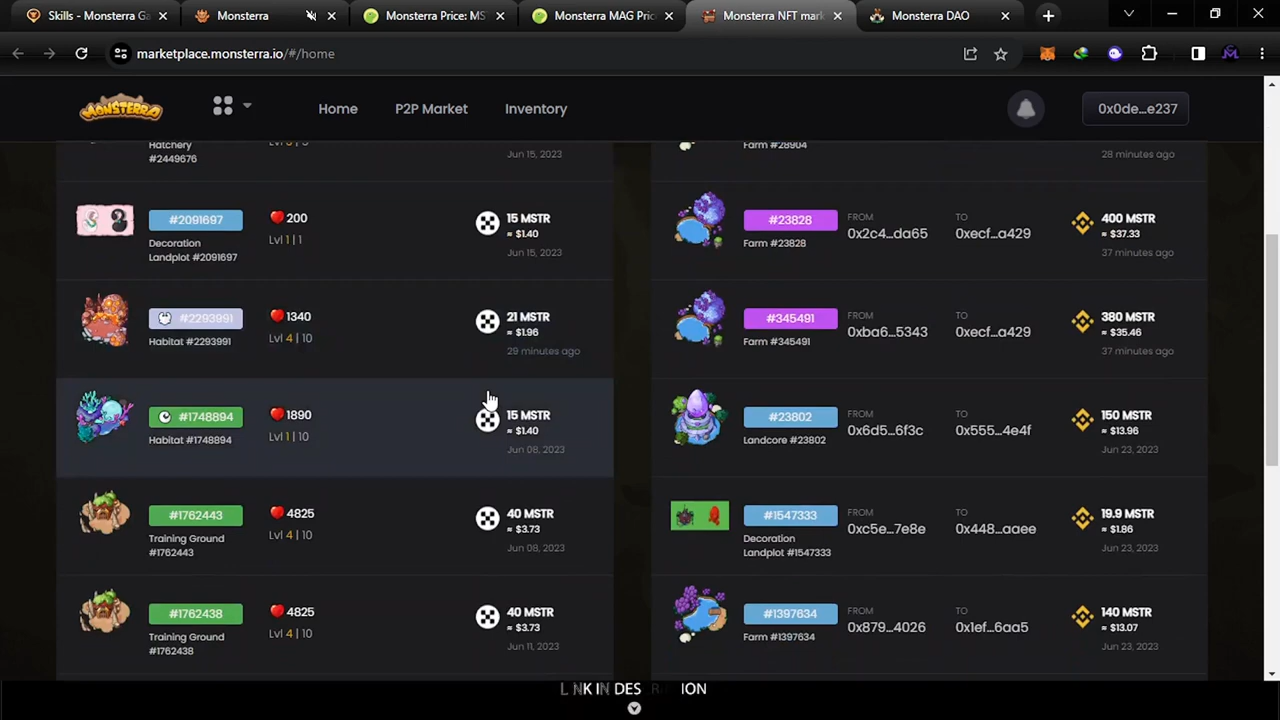 Skills - Monsterra Ga
Monsterra
Monsterra Price: MS
Monsterra MAG Pric
Monsterra NFT mark
Monsterra DAO
marketplace.monsterra.io/#/home
MONSTERRA
Home
P2P Market
Inventory
0x0de...e237
Hatchery
#2449676
Jun 15, 2023
#2091697
Decoration
Landplot #2091697
200
Lvl 1 | 1
15 MSTR
≈ $1.40
Jun 15, 2023
#2293991
Habitat #2293991
1340
Lvl 4 | 10
21 MSTR
≈ $1.96
29 minutes ago
#1748894
Habitat #1748894
1890
Lvl 1 | 10
15 MSTR
≈ $1.40
Jun 08, 2023
#1762443
Training Ground
#1762443
4825
Lvl 4 | 10
40 MSTR
≈ $3.73
Jun 08, 2023
#1762438
Training Ground
#1762438
4825
Lvl 4 | 10
40 MSTR
≈ $3.73
Jun 11, 2023
Farm #28904
28 minutes ago
#23828
Farm #23828
FROM
0x2c4...da65
TO
0xecf...a429
400 MSTR
≈ $37.33
37 minutes ago
#345491
Farm #345491
FROM
0xba6...5343
TO
0xecf...a429
380 MSTR
≈ $35.46
37 minutes ago
#23802
Landcore #23802
FROM
0x6d5...6f3c
TO
0x555...4e4f
150 MSTR
≈ $13.96
Jun 23, 2023
#1547333
Decoration
Landplot #1547333
FROM
0xc5e...7e8e
TO
0x448...aaee
19.9 MSTR
≈ $1.86
Jun 23, 2023
#1397634
Farm #1397634
FROM
0x879...4026
TO
0x1ef...6aa5
140 MSTR
≈ $13.07
Jun 23, 2023